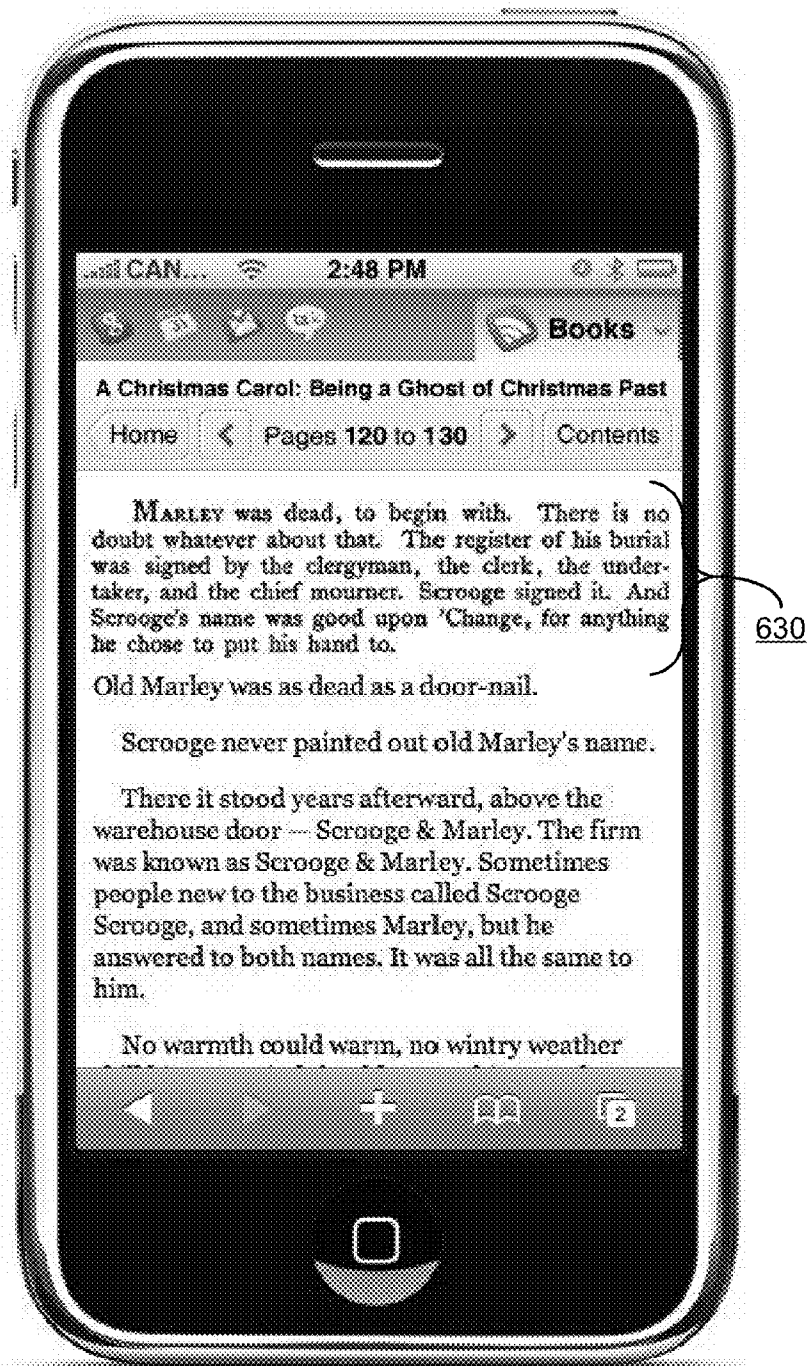 CAN... 2:48 PM
31
Books
A Christmas Carol: Being a Ghost of Christmas Past
Home < Pages 120 to 130 > Contents
MARLEY was dead, to begin with. There is no
doubt whatever about that. The register of his burial
was signed by the clergyman, the clerk, the under-
taker, and the chief mourner. Scrooge signed it. And
Scrooge's name was good upon 'Change, for anything
he chose to put his hand to.
630
Old Marley was as dead as a door-nail.
Scrooge never painted out old Marley's name.
There it stood years afterward, above the
warehouse door — Scrooge & Marley. The firm
was known as Scrooge & Marley. Sometimes
people new to the business called Scrooge
Scrooge, and sometimes Marley, but he
answered to both names. It was all the same to
him.
No warmth could warm, no wintry weather
2